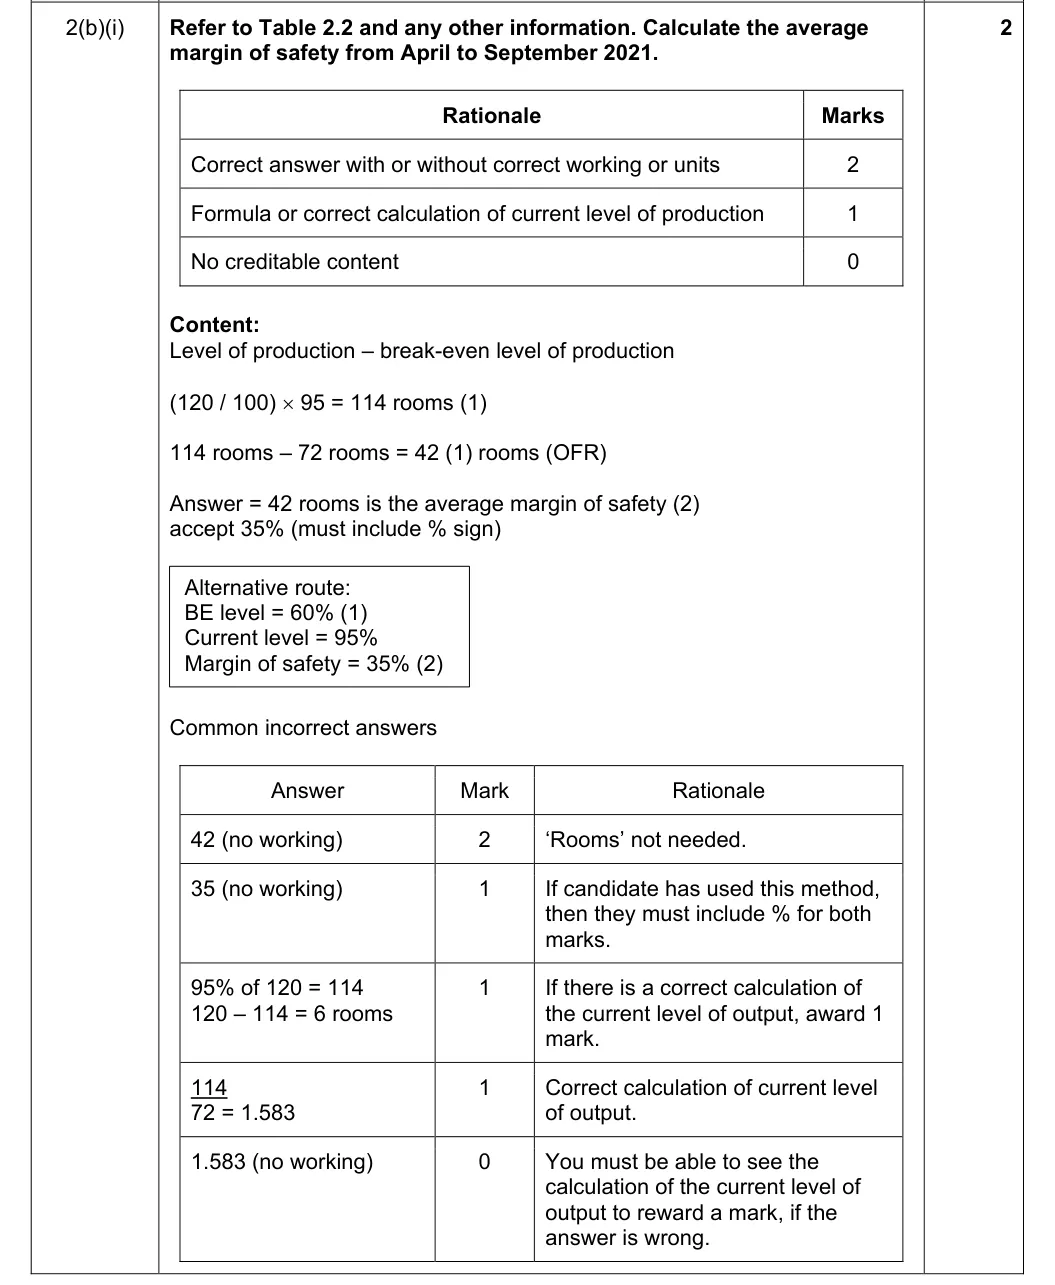 2(b)(i)
Refer to Table 2.2 and any other information. Calculate the average
margin of safety from April to September 2021.
2
Rationale
Marks
Correct answer with or without correct working or units
2
Formula or correct calculation of current level of production
1
No creditable content
0
Content:
Level of production – break-even level of production
(120 / 100) × 95 = 114 rooms (1)
114 rooms – 72 rooms = 42 (1) rooms (OFR)
Answer = 42 rooms is the average margin of safety (2)
accept 35% (must include % sign)
Alternative route:
BE level = 60% (1)
Current level = 95%
Margin of safety = 35% (2)
Common incorrect answers
Answer
Mark
Rationale
42 (no working)
2
‘Rooms’ not needed.
35 (no working)
1
If candidate has used this method,
then they must include % for both
marks.
95% of 120 = 114
120 – 114 = 6 rooms
1
If there is a correct calculation of
the current level of output, award 1
mark.
114
72 = 1.583
1
Correct calculation of current level
of output.
1.583 (no working)
0
You must be able to see the
calculation of the current level of
output to reward a mark, if the
answer is wrong.